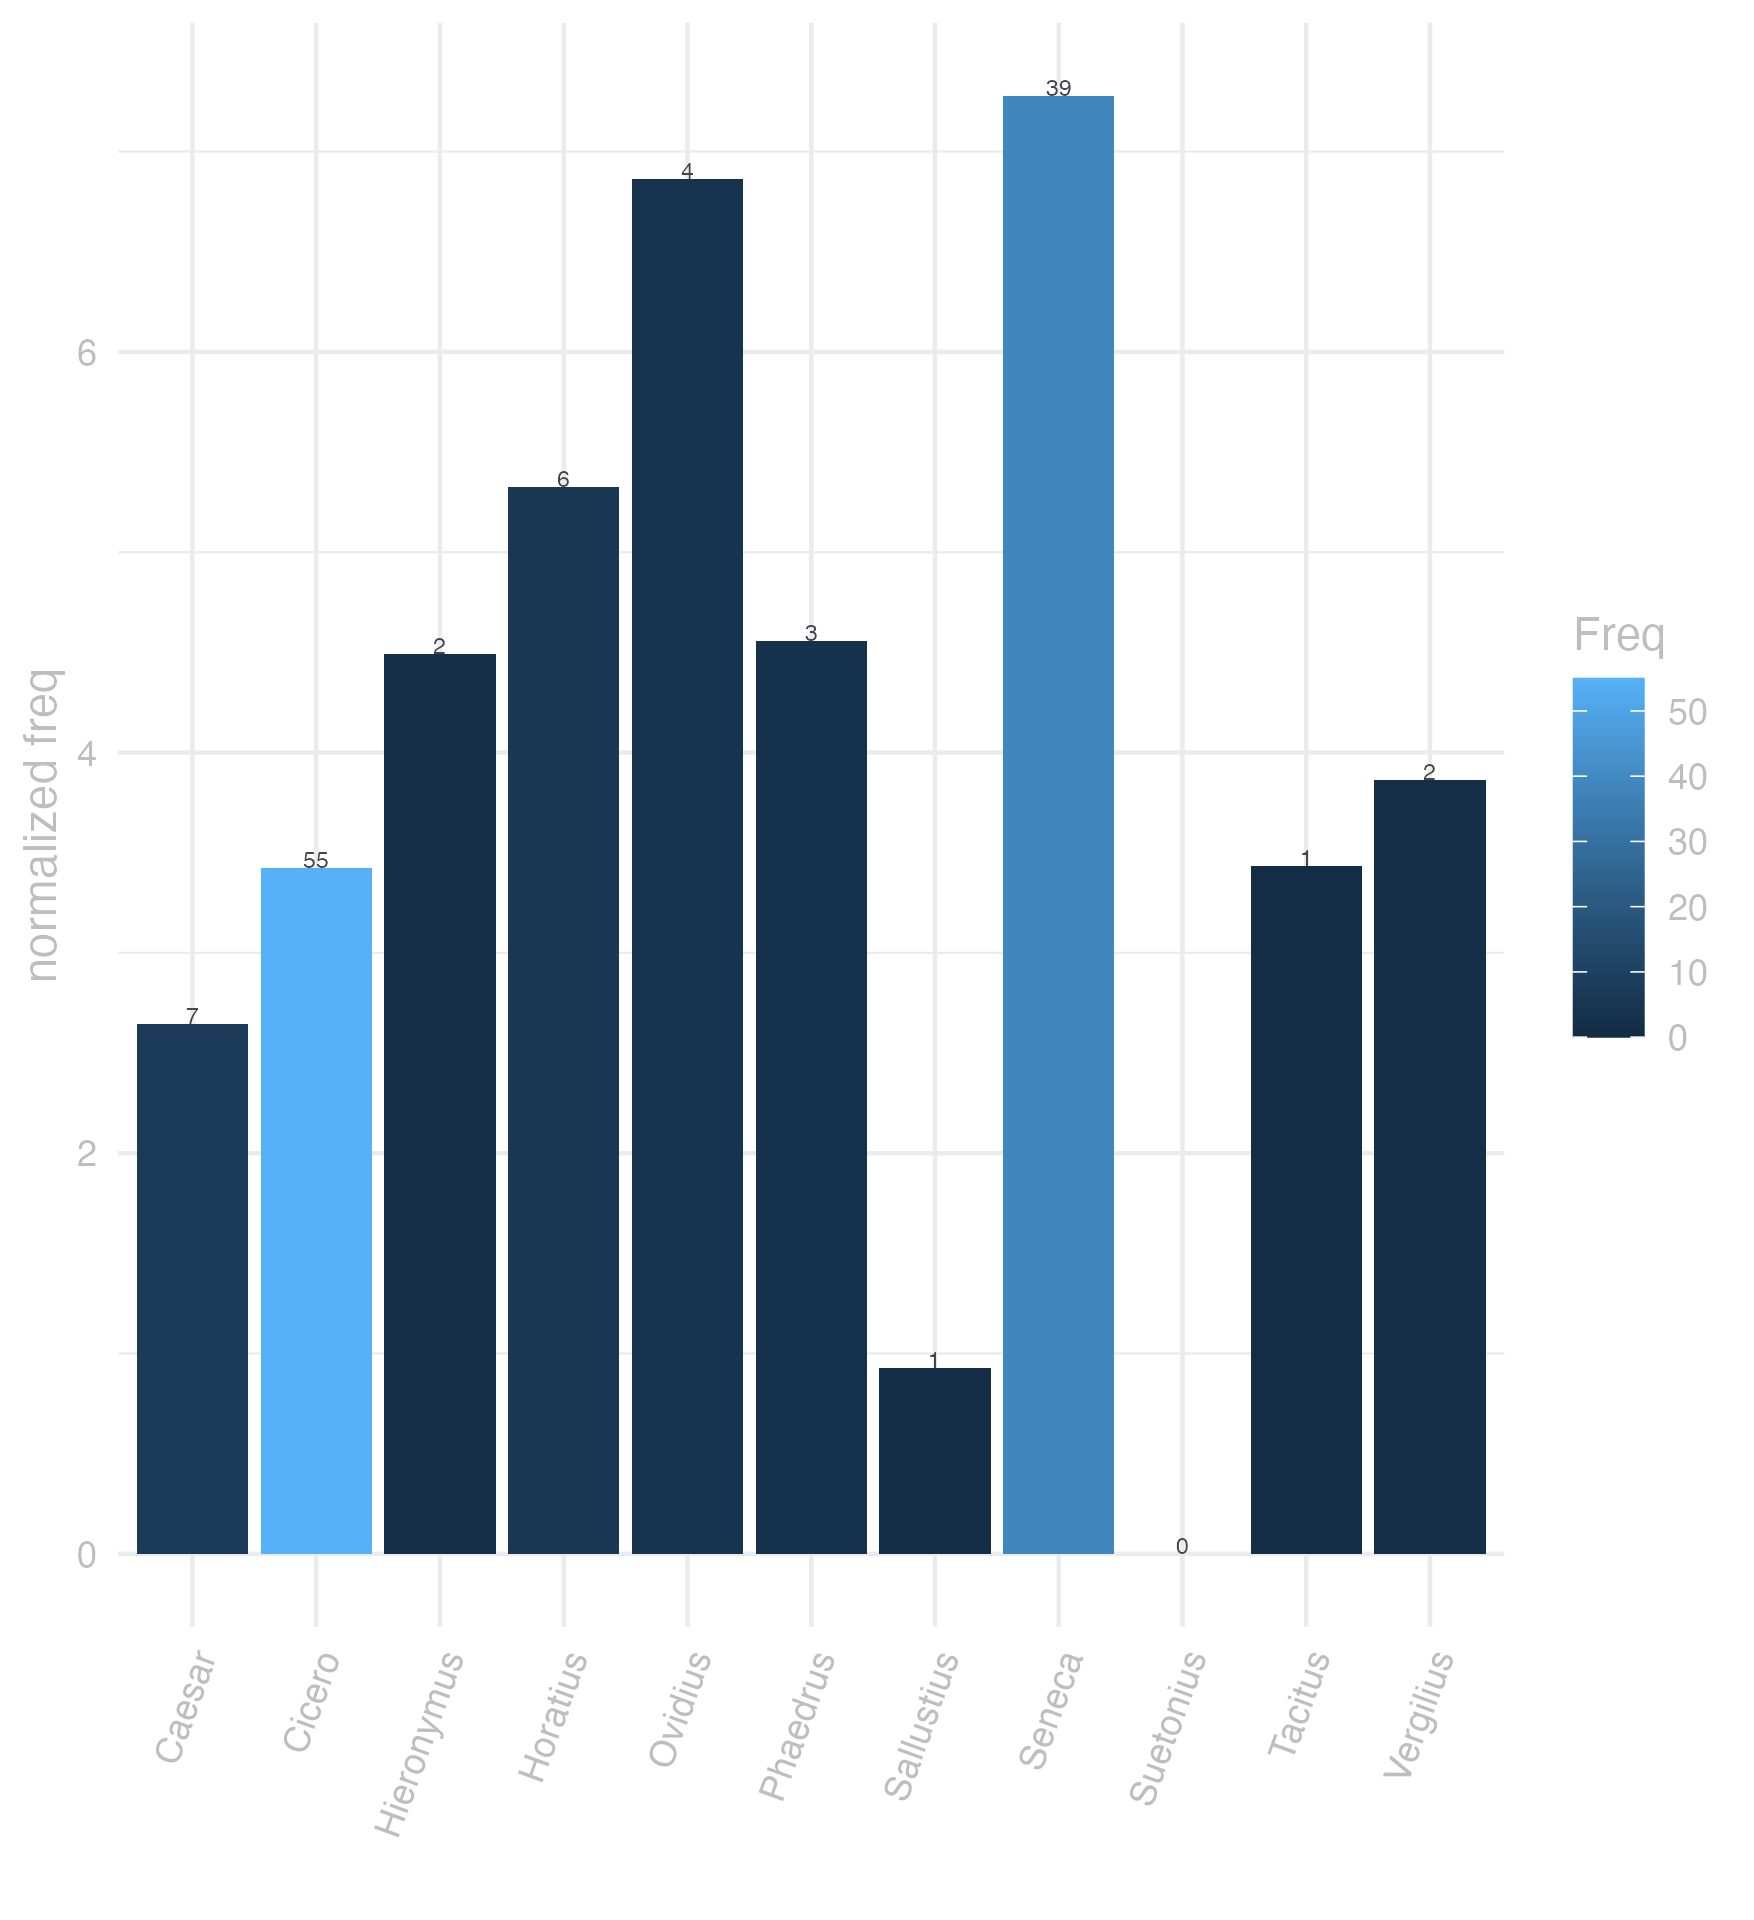 39
4
6
6
2
3
4
2
55
1
7
2
1
0
0
normalized freq
Caesar
Cicero
Hieronymus
Horatius
Ovidius
Phaedrus
Sallustius
Seneca
Suetonius
Tacitus
Vergilius
Freq
50
40
30
20
10
0